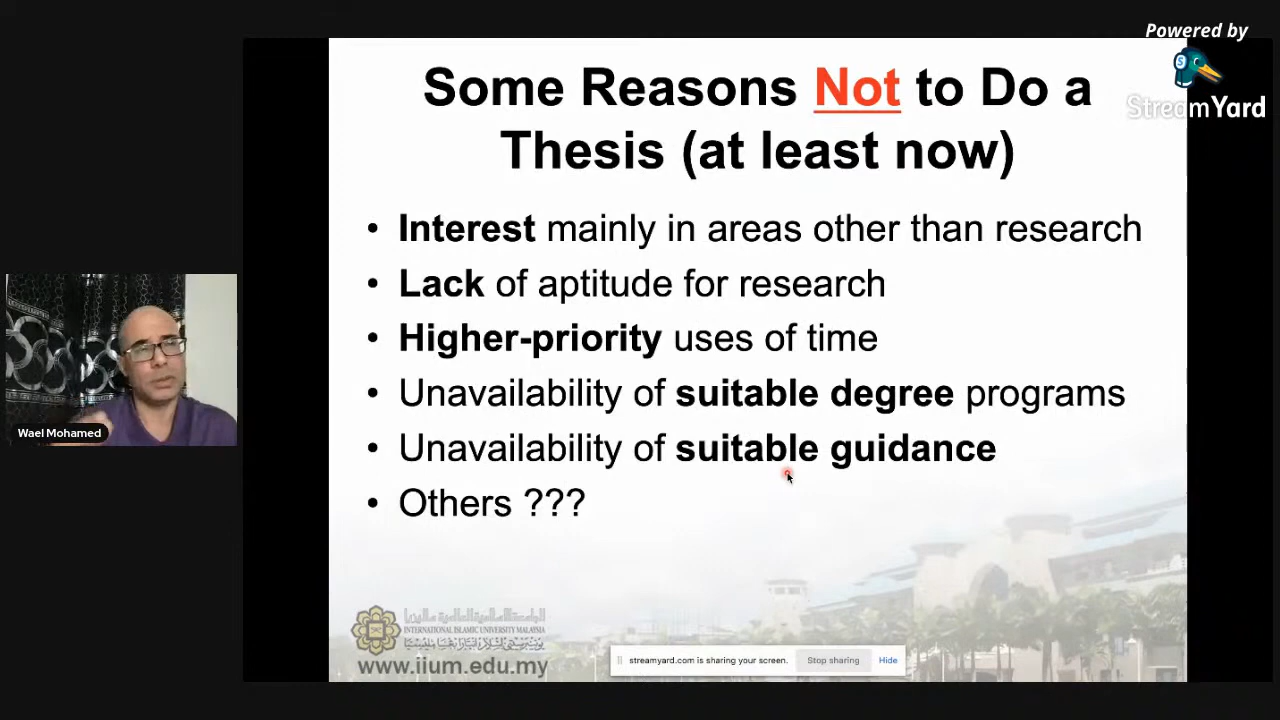 Powered by
StreamYard
Some Reasons Not to Do a
Thesis (at least now)
• Interest mainly in areas other than research
• Lack of aptitude for research
• Higher-priority uses of time
• Unavailability of suitable degree programs
• Unavailability of suitable guidance
• Others ???
Wael Mohamed
INTERNATIONAL ISLAMIC UNIVERSITY MALAYSIA
www.iium.edu.my
streamyard.com is sharing your screen.
Stop sharing
Hide